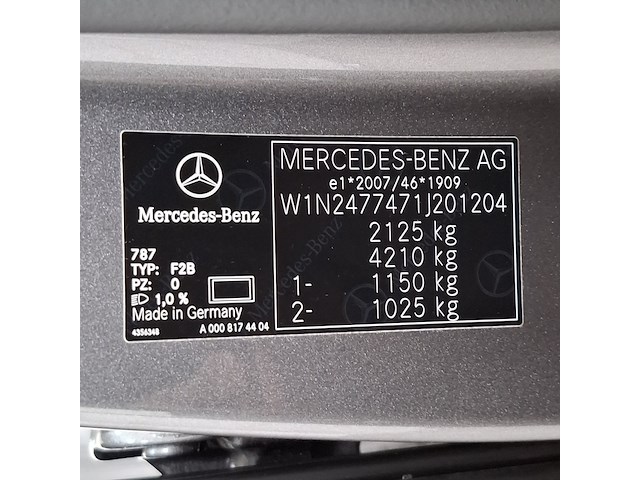 Mercedes-Benz
787
TYP: F2B
PZ: 0
1,0 %
Made in Germany
4356348
A 000 817 44 04
MERCEDES-BENZ AG
e1*2007/46*1909
W1N2477471J201204
2125 kg
4210 kg
1- 1150 kg
2- 1025 kg